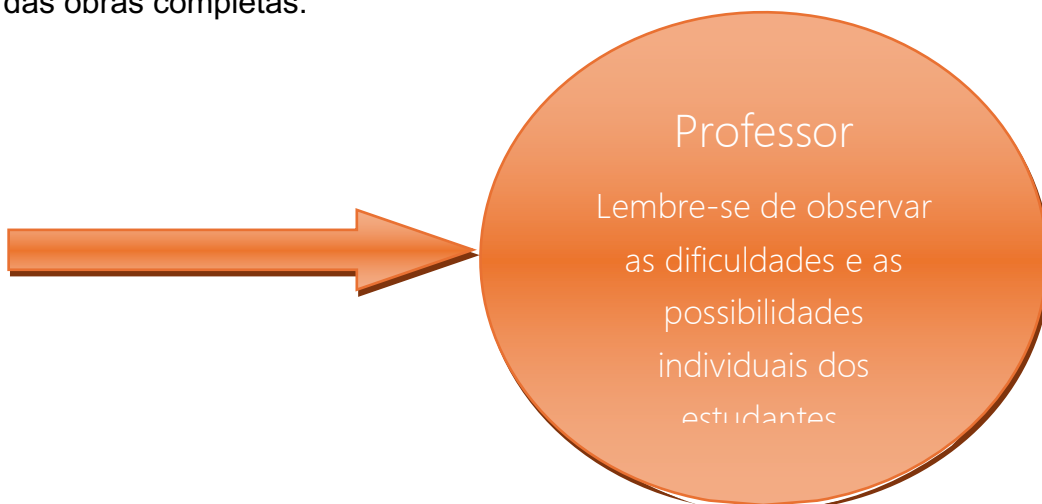 das obras completas.
Professor
Lembre-se de observar
as dificuldades e as
possibilidades
individuais dos
estudantes